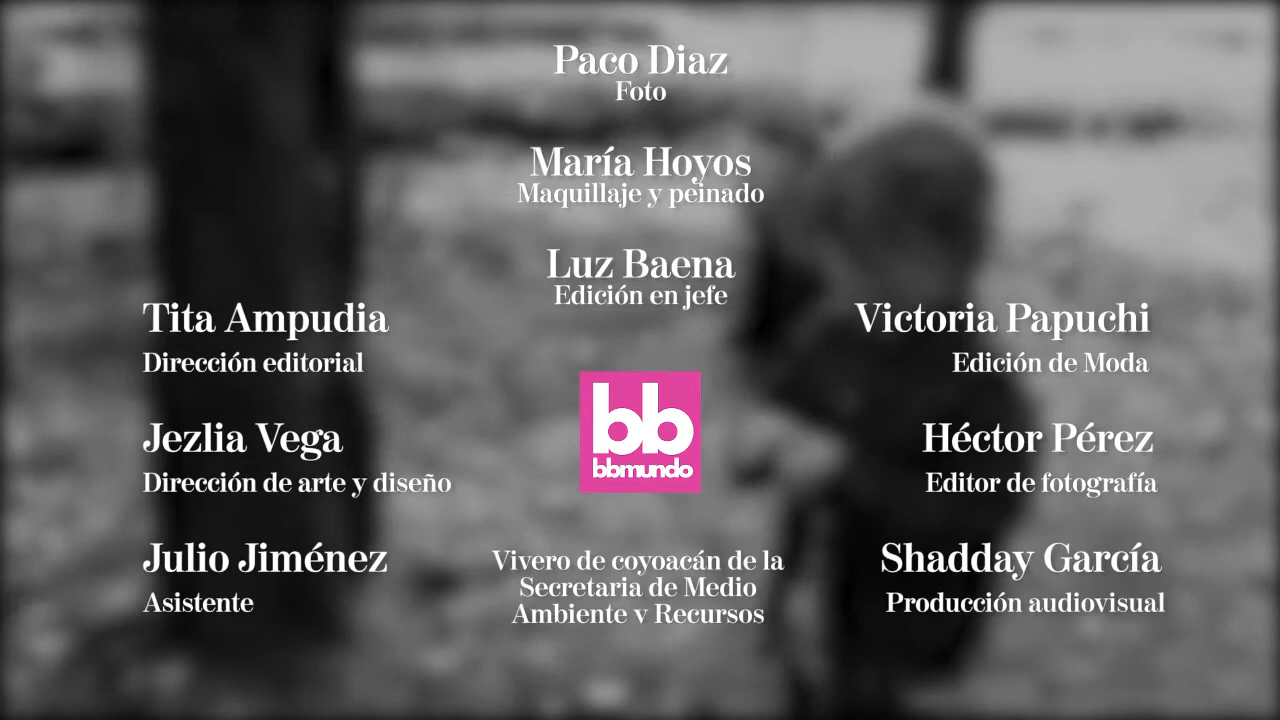 Paco Diaz
Foto
María Hoyos
Maquillaje y peinado
Luz Baena
Edición en jefe
Tita Ampudia
Dirección editorial
Jezlia Vega
Dirección de arte y diseño
Julio Jiménez
Asistente
bb
bbmundo
Vivero de coyoacán de la
Secretaria de Medio
Ambiente y Recursos
Victoria Papuchi
Edición de Moda
Héctor Pérez
Editor de fotografía
Shadday García
Producción audiovisual